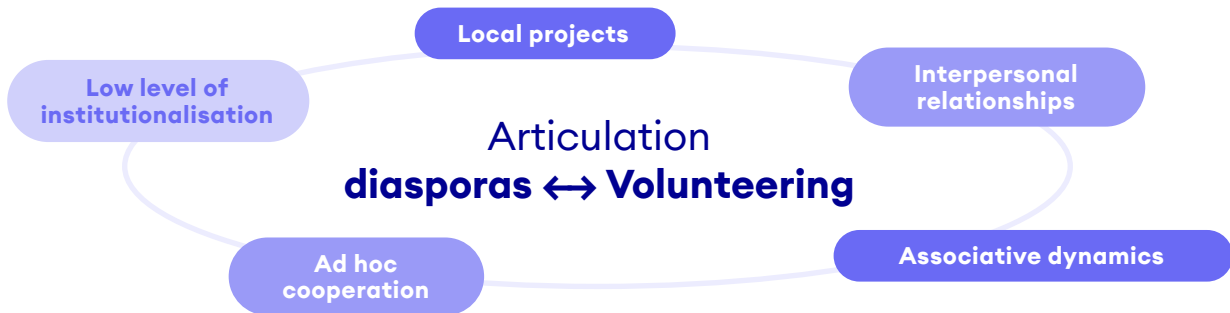 Local projects
Low level of
institutionalisation
Interpersonal
relationships
Articulation
diasporas ↔ Volunteering
Ad hoc
cooperation
Associative dynamics